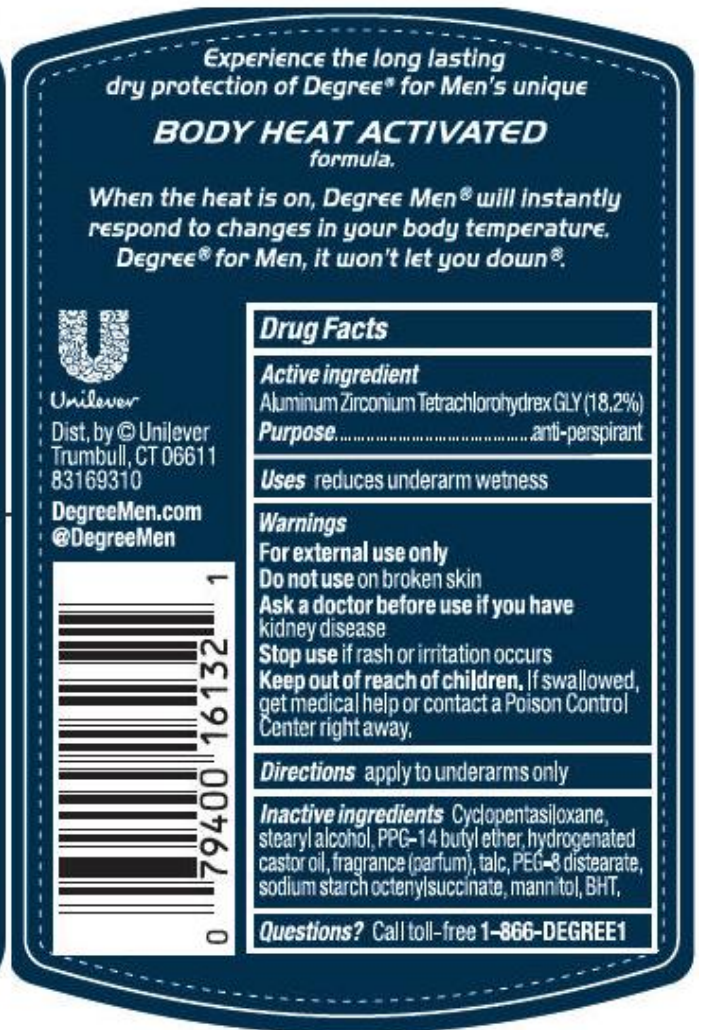 Experience the long lasting
dry protection of Degree® for Men's unique
BODY HEAT ACTIVATED
formula.
When the heat is on, Degree Men® will instantly
respond to changes in your body temperature.
Degree® for Men, it won't let you down®.
Unilever
Dist. by © Unilever
Trumbull, CT 06611
83169310
DegreeMen.com
@DegreeMen
0 79400 16132 1
Drug Facts
Active ingredient
Aluminum Zirconium Tetrachlorohydrex GLY (18.2%)
Purpose............................................anti-perspirant
Uses reduces underarm wetness
Warnings
For external use only
Do not use on broken skin
Ask a doctor before use if you have
kidney disease
Stop use if rash or irritation occurs
Keep out of reach of children. If swallowed,
get medical help or contact a Poison Control
Center right away.
Directions apply to underarms only
Inactive ingredients Cyclopentasiloxane,
stearyl alcohol, PPG-14 butyl ether, hydrogenated
castor oil, fragrance (parfum), talc, PEG-8 distearate,
sodium starch octenylsuccinate, mannitol, BHT.
Questions? Call toll-free 1-866-DEGREE1